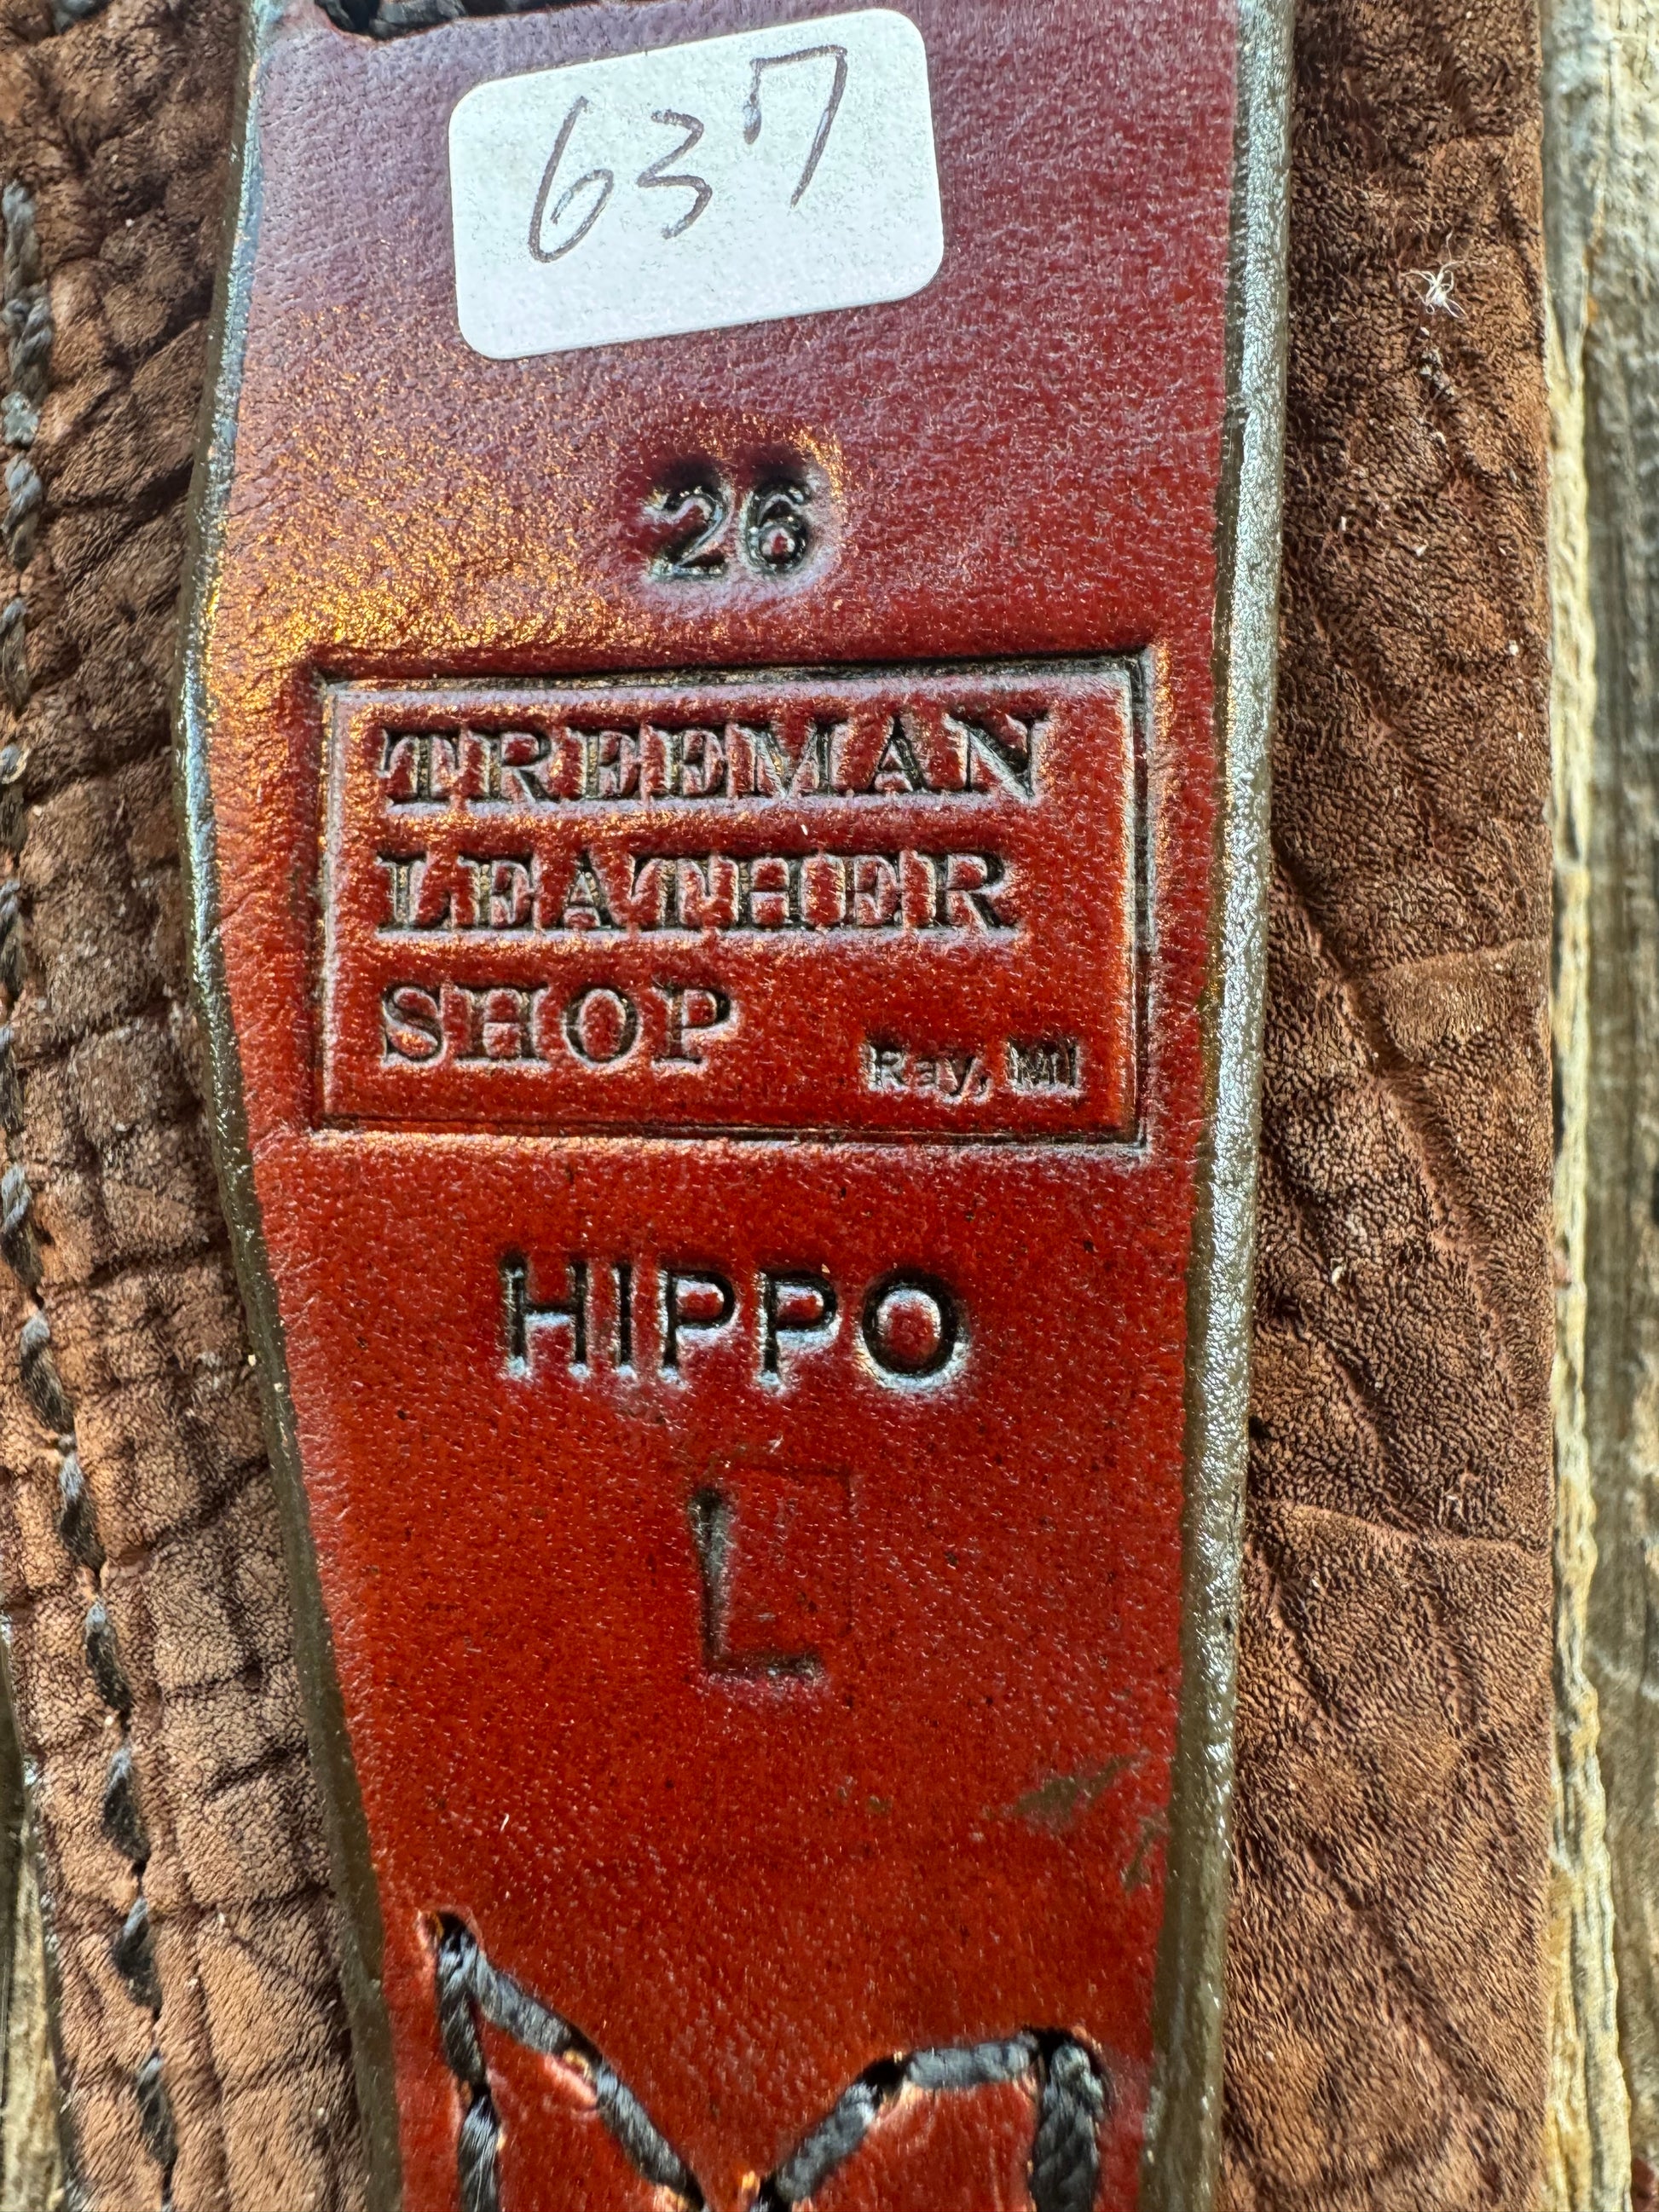 637
26
TREEMAN
LEATHER
SHOP Ray, MI
HIPPO
L